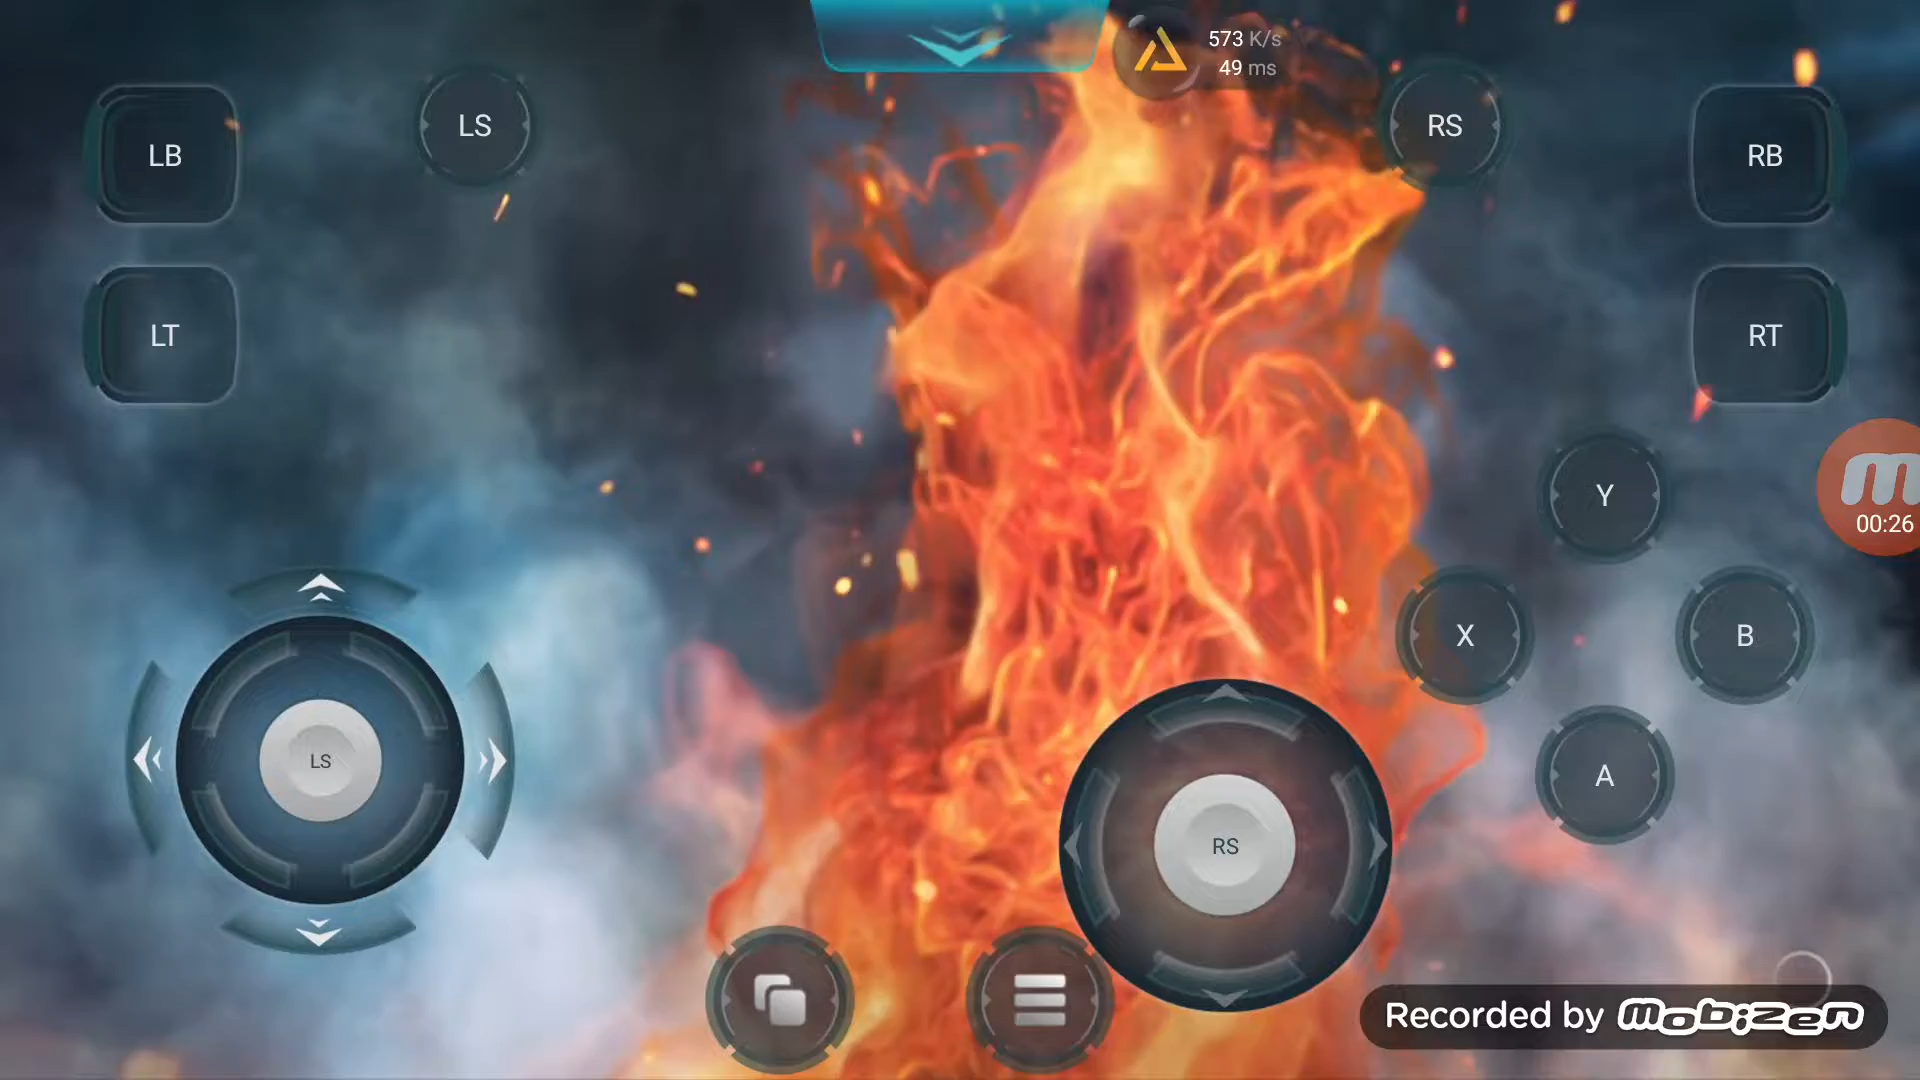 573 K/s
49 ms
LB
LS
RS
RB
LT
RT
Y
00:26
X
B
LS
A
RS
Recorded by mobizen